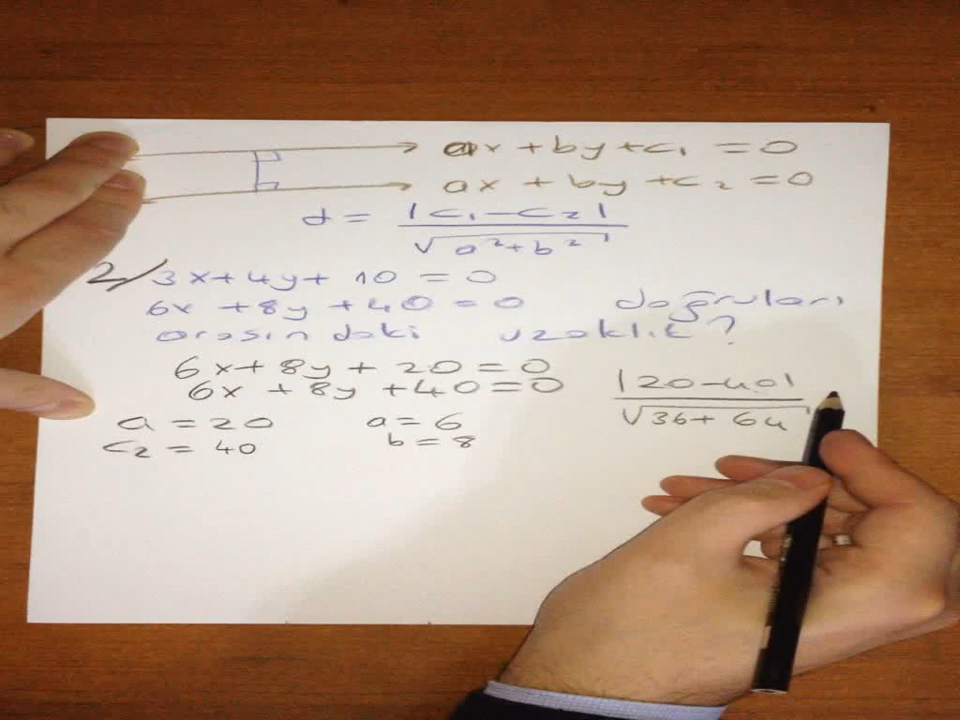 ax + by + c₁ = 0
ax + by + c₂ = 0
d = |c₁ - c₂| / √(a² + b²)
2/ 3x + 4y + 10 = 0
6x + 8y + 40 = 0 doğruları
arasındaki uzaklık?
6x + 8y + 20 = 0
6x + 8y + 40 = 0
|20 - 40| / √(36 + 64)
a = 20 a = 6
c₂ = 40 b = 8